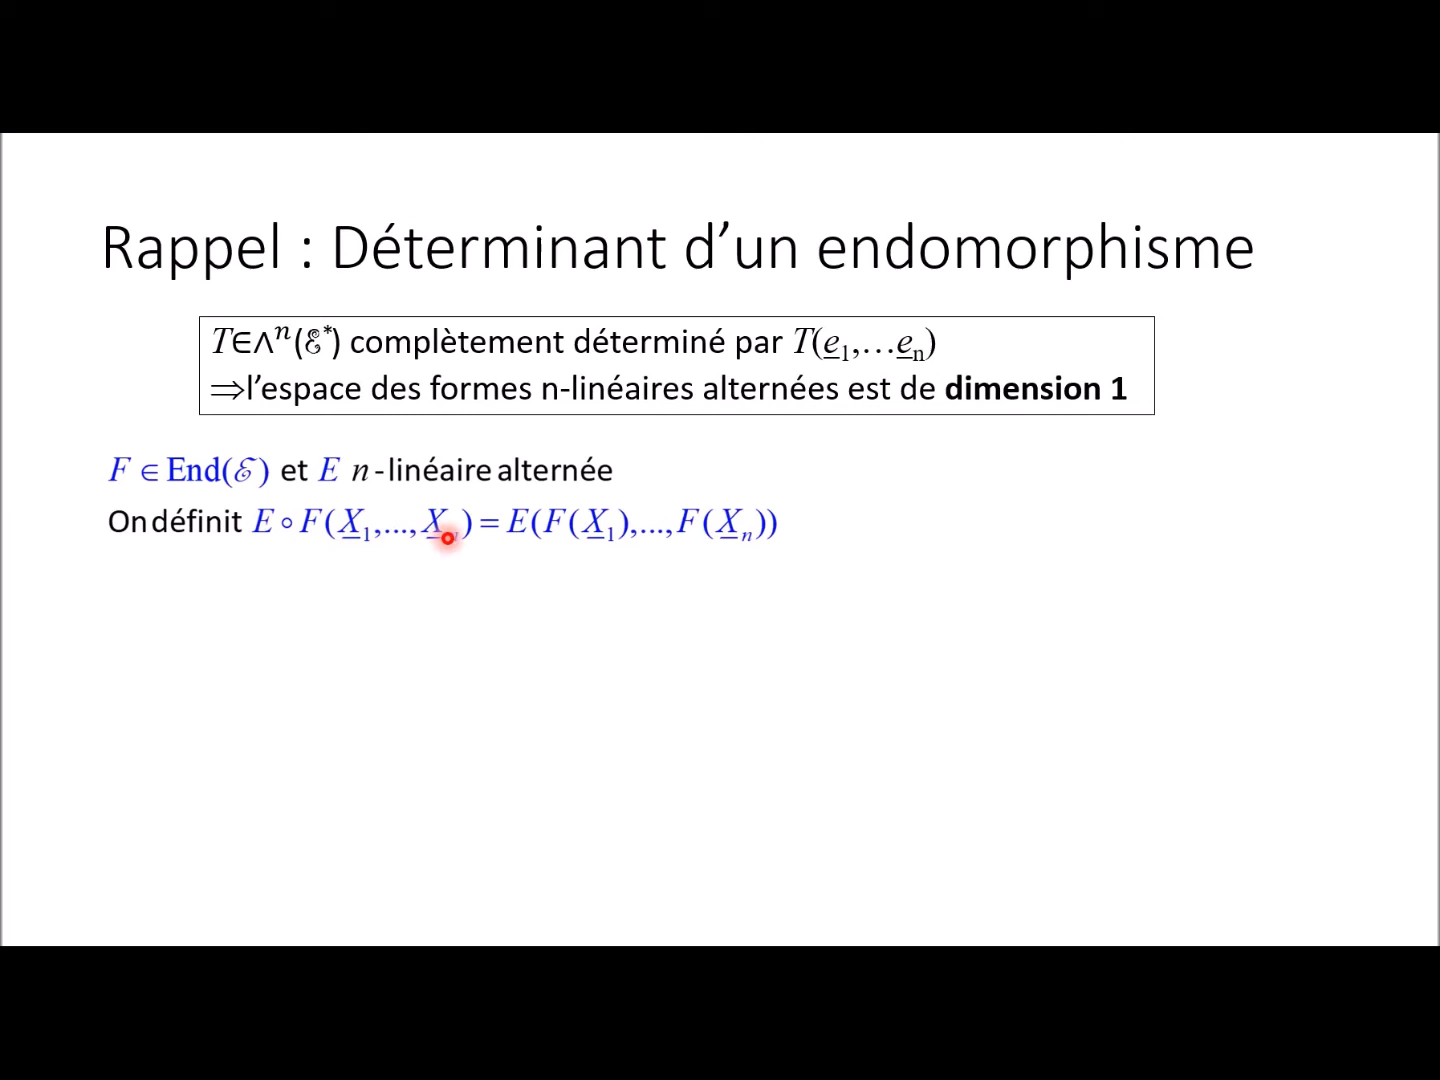 Rappel : Déterminant d’un endomorphisme
T∈Λⁿ(ℰ*) complètement déterminé par T(e₁,…eₙ)
⇒l’espace des formes n-linéaires alternées est de dimension 1
F ∈ End(ℰ) et E n-linéaire alternée
On définit E ∘ F(X₁,...,Xₙ) = E(F(X₁),...,F(Xₙ))